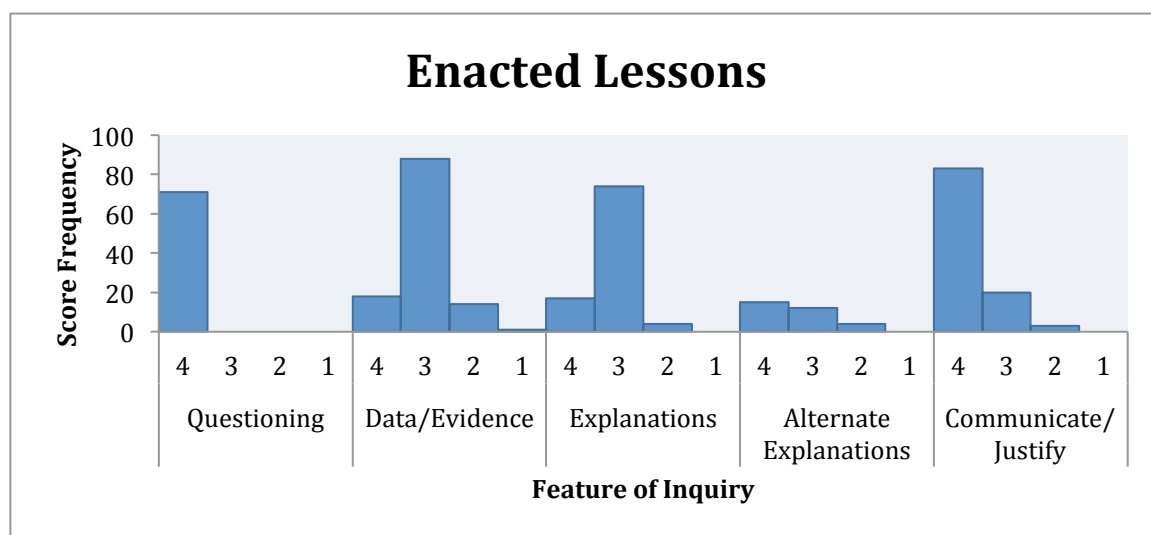 Enacted Lessons
Score Frequency
100
80
60
40
20
0
4 3 2 1 4 3 2 1 4 3 2 1 4 3 2 1 4 3 2 1
Questioning Data/Evidence Explanations Alternate Explanations Communicate/ Justify
Feature of Inquiry